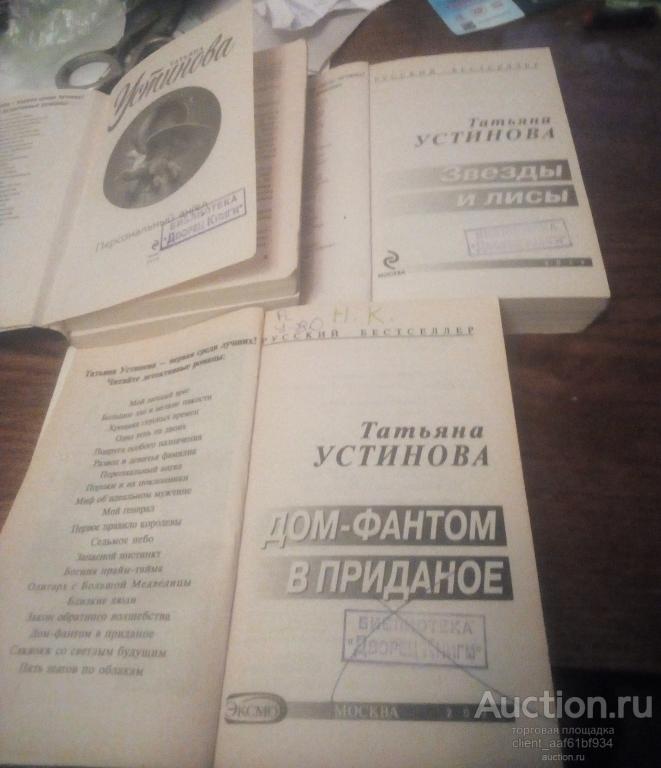 ТАТЬЯНА
Устинова
Персональный ангел
БИБЛИОТЕКА
"ДВОРЕЦ КНИГИ"
РУССКИЙ БЕСТСЕЛЛЕР
Татьяна
УСТИНОВА
Звезды
и лисы
МОСКВА
Н. К.
РУССКИЙ БЕСТСЕЛЛЕР
Татьяна Устинова — первая среди лучших!
Читайте детективные романы:
Мой личный враг
Большое зло и мелкие пакости
Хроника гнусных времен
Одна тень на двоих
Подруга особого назначения
Развод и девичья фамилия
Персональный ангел
Пороки и их поклонники
Миф об идеальном мужчине
Мой генерал
Первое правило королевы
Седьмое небо
Запасной инстинкт
Богиня прайм-тайма
Олигарх с Большой Медведицы
Близкие люди
Закон обратного волшебства
Дом-фантом в приданое
Саквояж со светлым будущим
Пять шагов по облакам
Татьяна
УСТИНОВА
ДОМ-ФАНТОМ
В ПРИДАНОЕ
БИБЛИОТЕКА
"ДВОРЕЦ КНИГИ"
ЭКСМО
МОСКВА
Auction.ru
торговая площадка
client_aaf61bf934
auction.ru